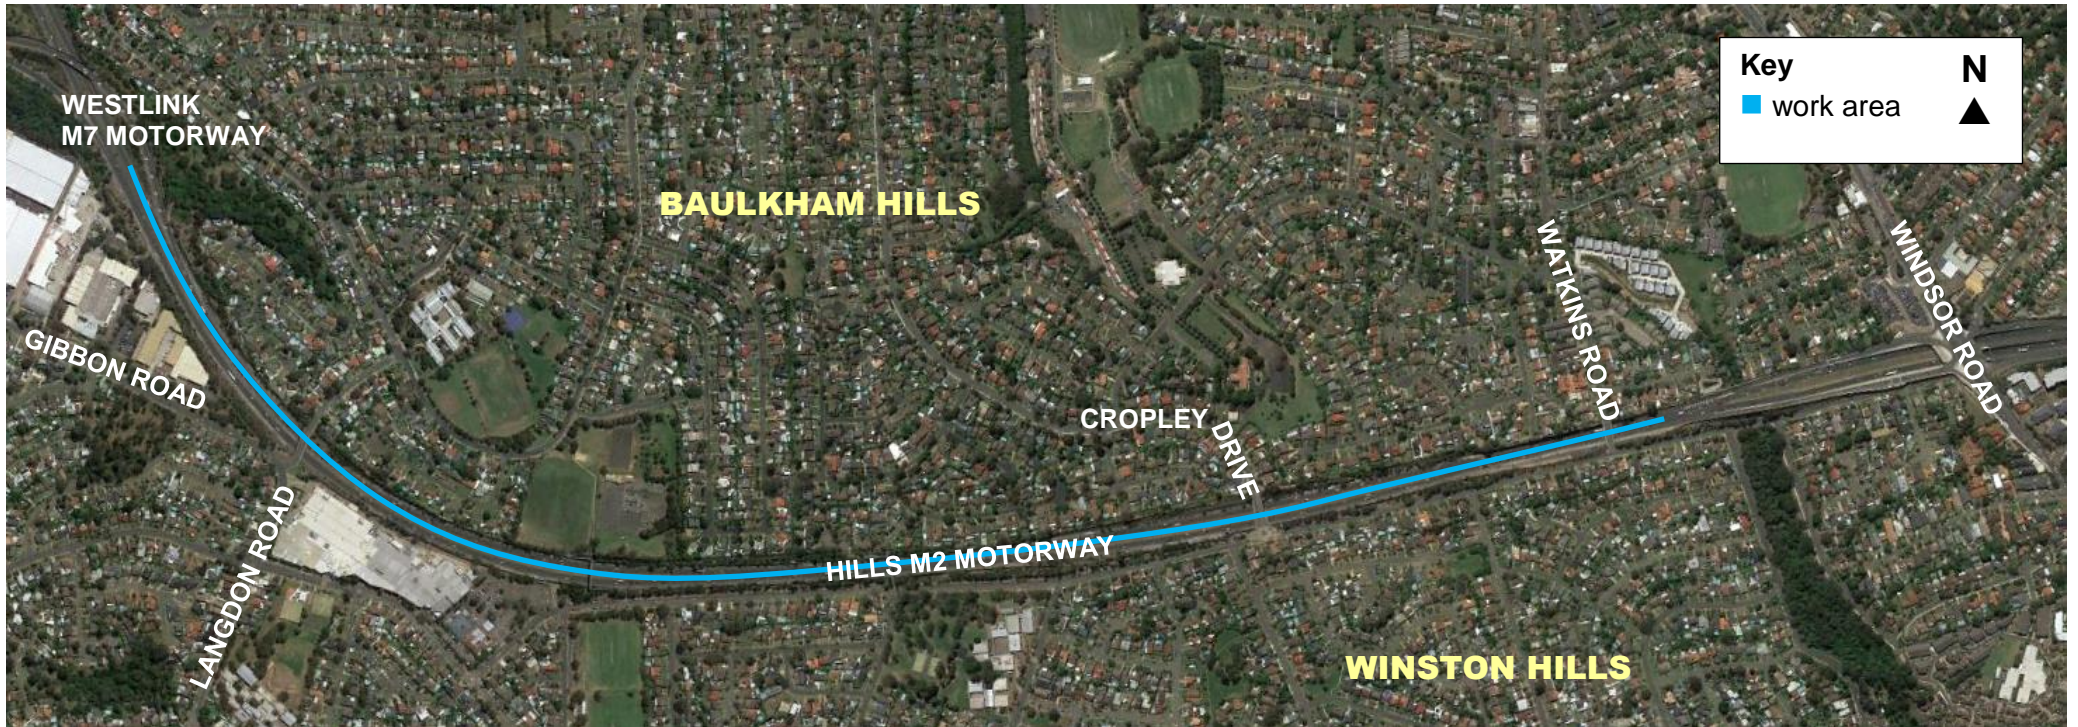 Key
N
work area
WESTLINK
M7 MOTORWAY
BAULKHAM HILLS
WATKINS ROAD
WINDSOR ROAD
GIBBON ROAD
CROPLEY
DRIVE
LANGDON ROAD
HILLS M2 MOTORWAY
WINSTON HILLS